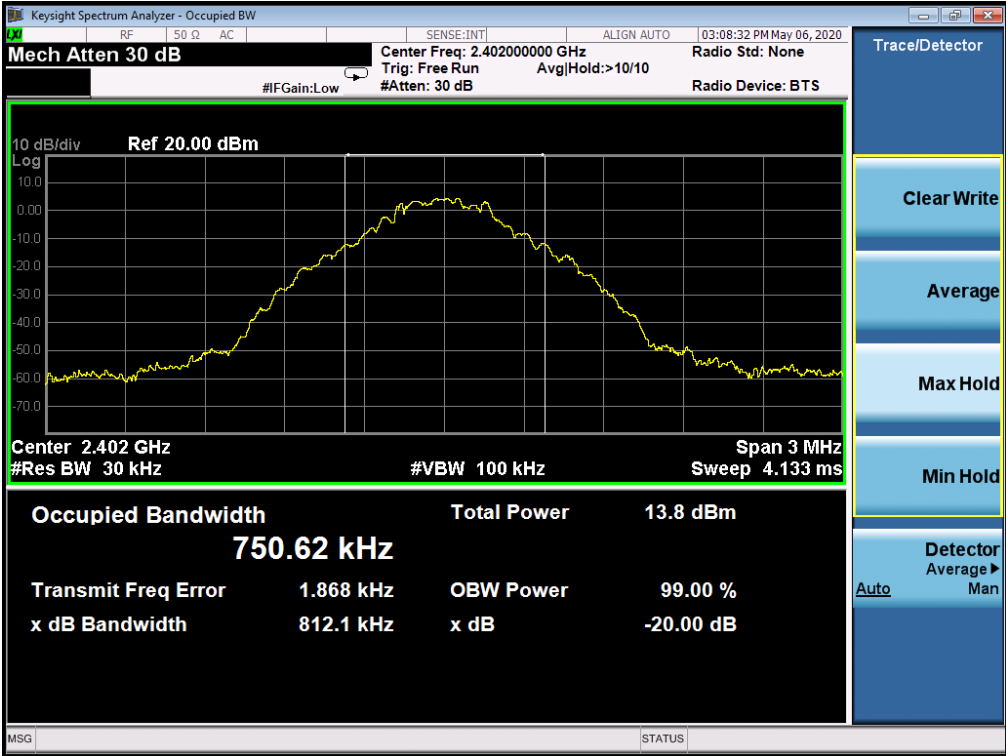 Keysight Spectrum Analyzer - Occupied BW
LXI RF 50 Ω AC SENSE:INT ALIGN AUTO 03:08:32 PM May 06, 2020
Mech Atten 30 dB
Center Freq: 2.402000000 GHz
Radio Std: None
Trig: Free Run Avg|Hold:>10/10
#IFGain:Low
#Atten: 30 dB
Radio Device: BTS
10 dB/div Ref 20.00 dBm
Log
10.0
0.00
-10.0
-20.0
-30.0
-40.0
-50.0
-60.0
-70.0
Center 2.402 GHz Span 3 MHz
#Res BW 30 kHz #VBW 100 kHz Sweep 4.133 ms
Occupied Bandwidth Total Power 13.8 dBm
750.62 kHz
Transmit Freq Error 1.868 kHz OBW Power 99.00 %
x dB Bandwidth 812.1 kHz x dB -20.00 dB
MSG STATUS
Trace/Detector
Clear Write
Average
Max Hold
Min Hold
Detector
Average
Auto Man